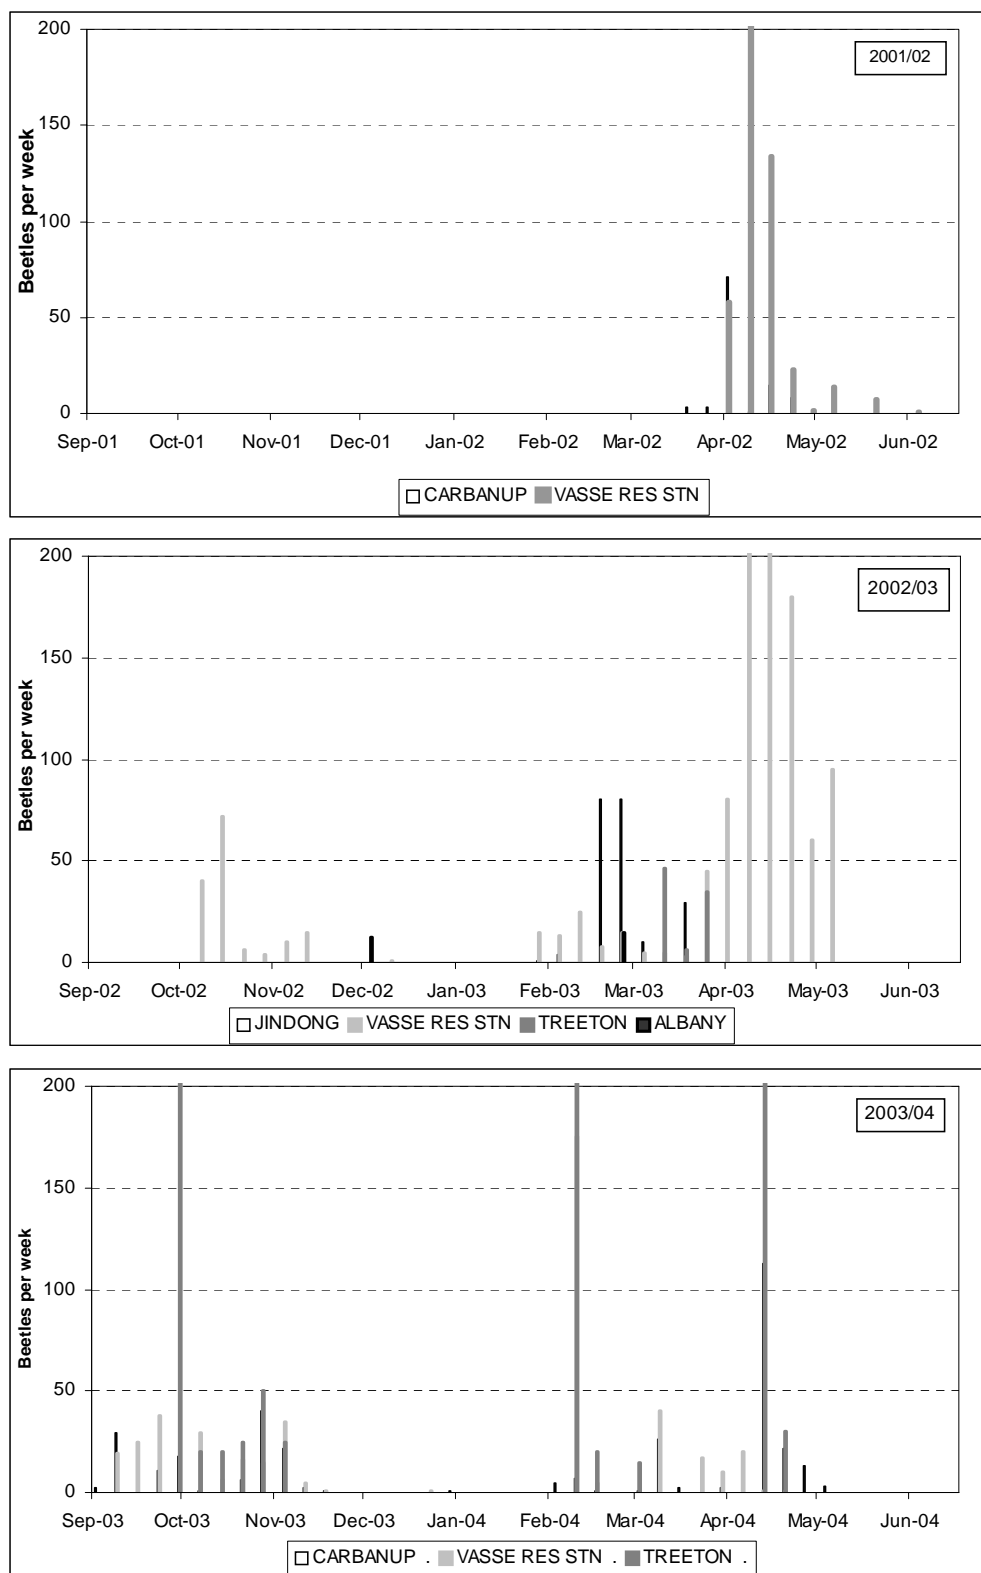 2001/02
Beetles per week
200
150
100
50
0
Sep-01 Oct-01 Nov-01 Dec-01 Jan-02 Feb-02 Mar-02 Apr-02 May-02 Jun-02
CARBANUP VASSE RES STN
2002/03
Beetles per week
200
150
100
50
0
Sep-02 Oct-02 Nov-02 Dec-02 Jan-03 Feb-03 Mar-03 Apr-03 May-03 Jun-03
JINDONG VASSE RES STN TREETON ALBANY
2003/04
Beetles per week
200
150
100
50
0
Sep-03 Oct-03 Nov-03 Dec-03 Jan-04 Feb-04 Mar-04 Apr-04 May-04 Jun-04
CARBANUP . VASSE RES STN . TREETON .